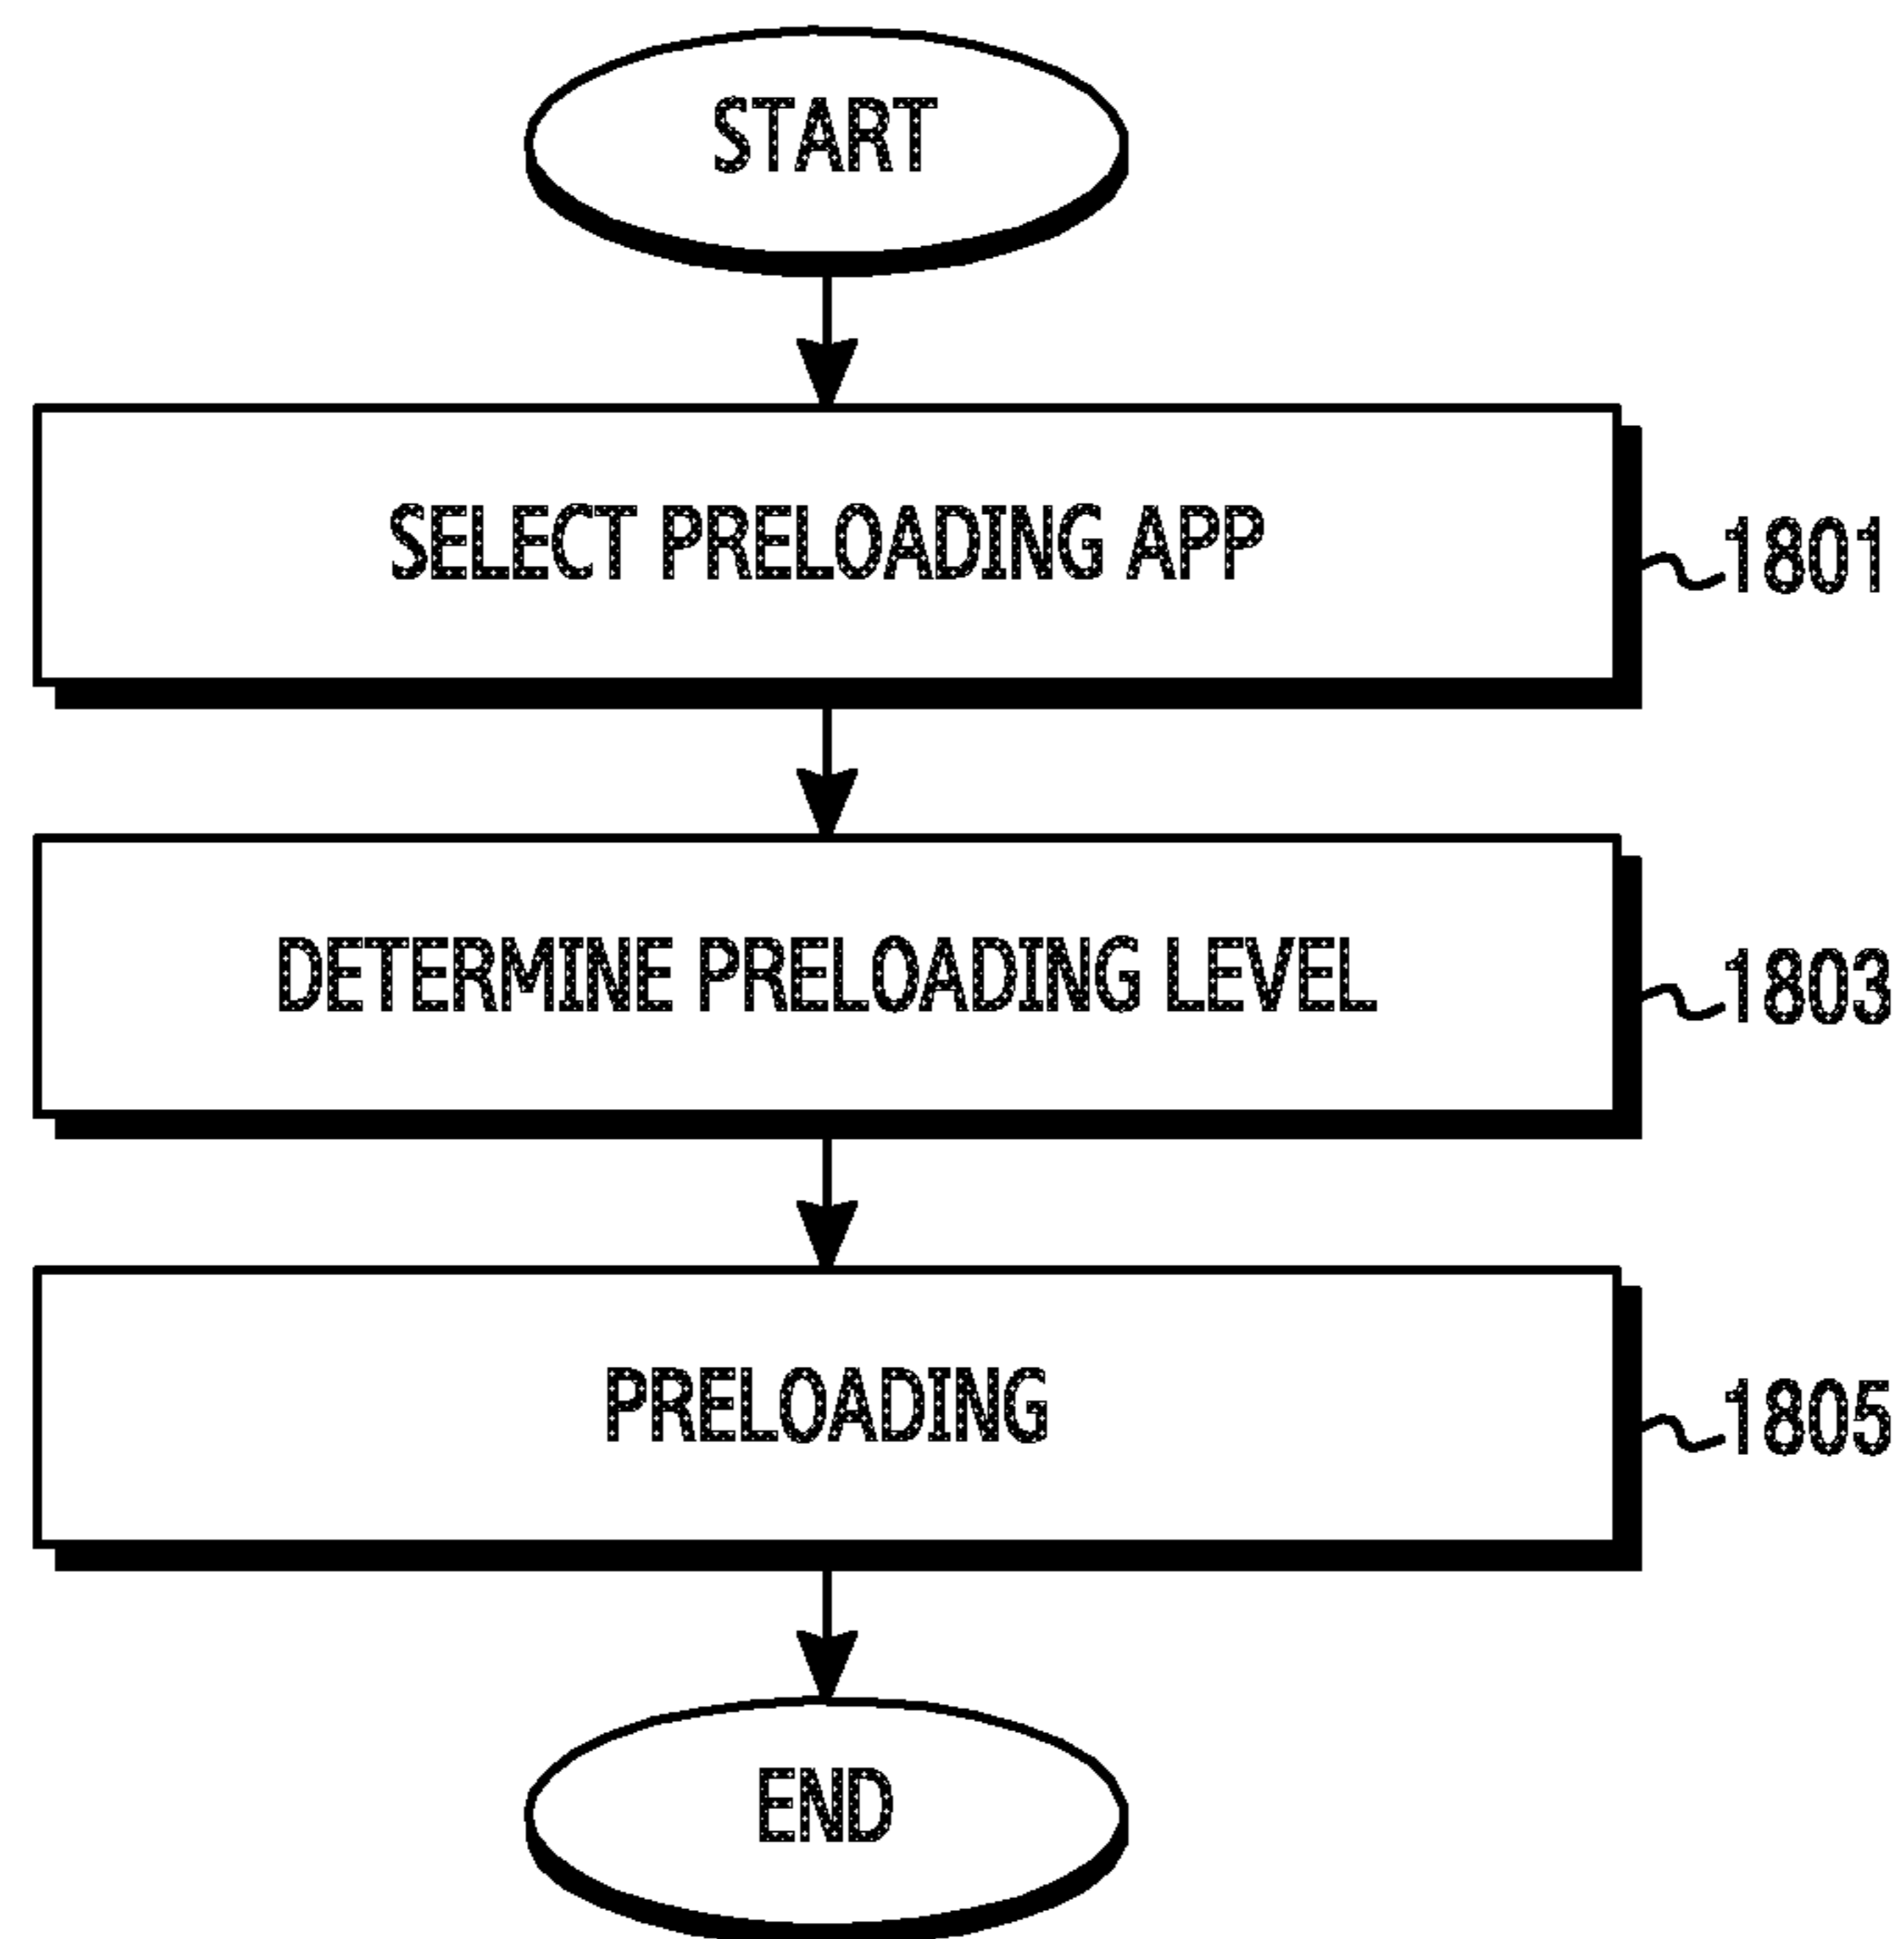 START
SELECT PRELOADING APP
1801
DETERMINE PRELOADING LEVEL
1803
PRELOADING
1805
END